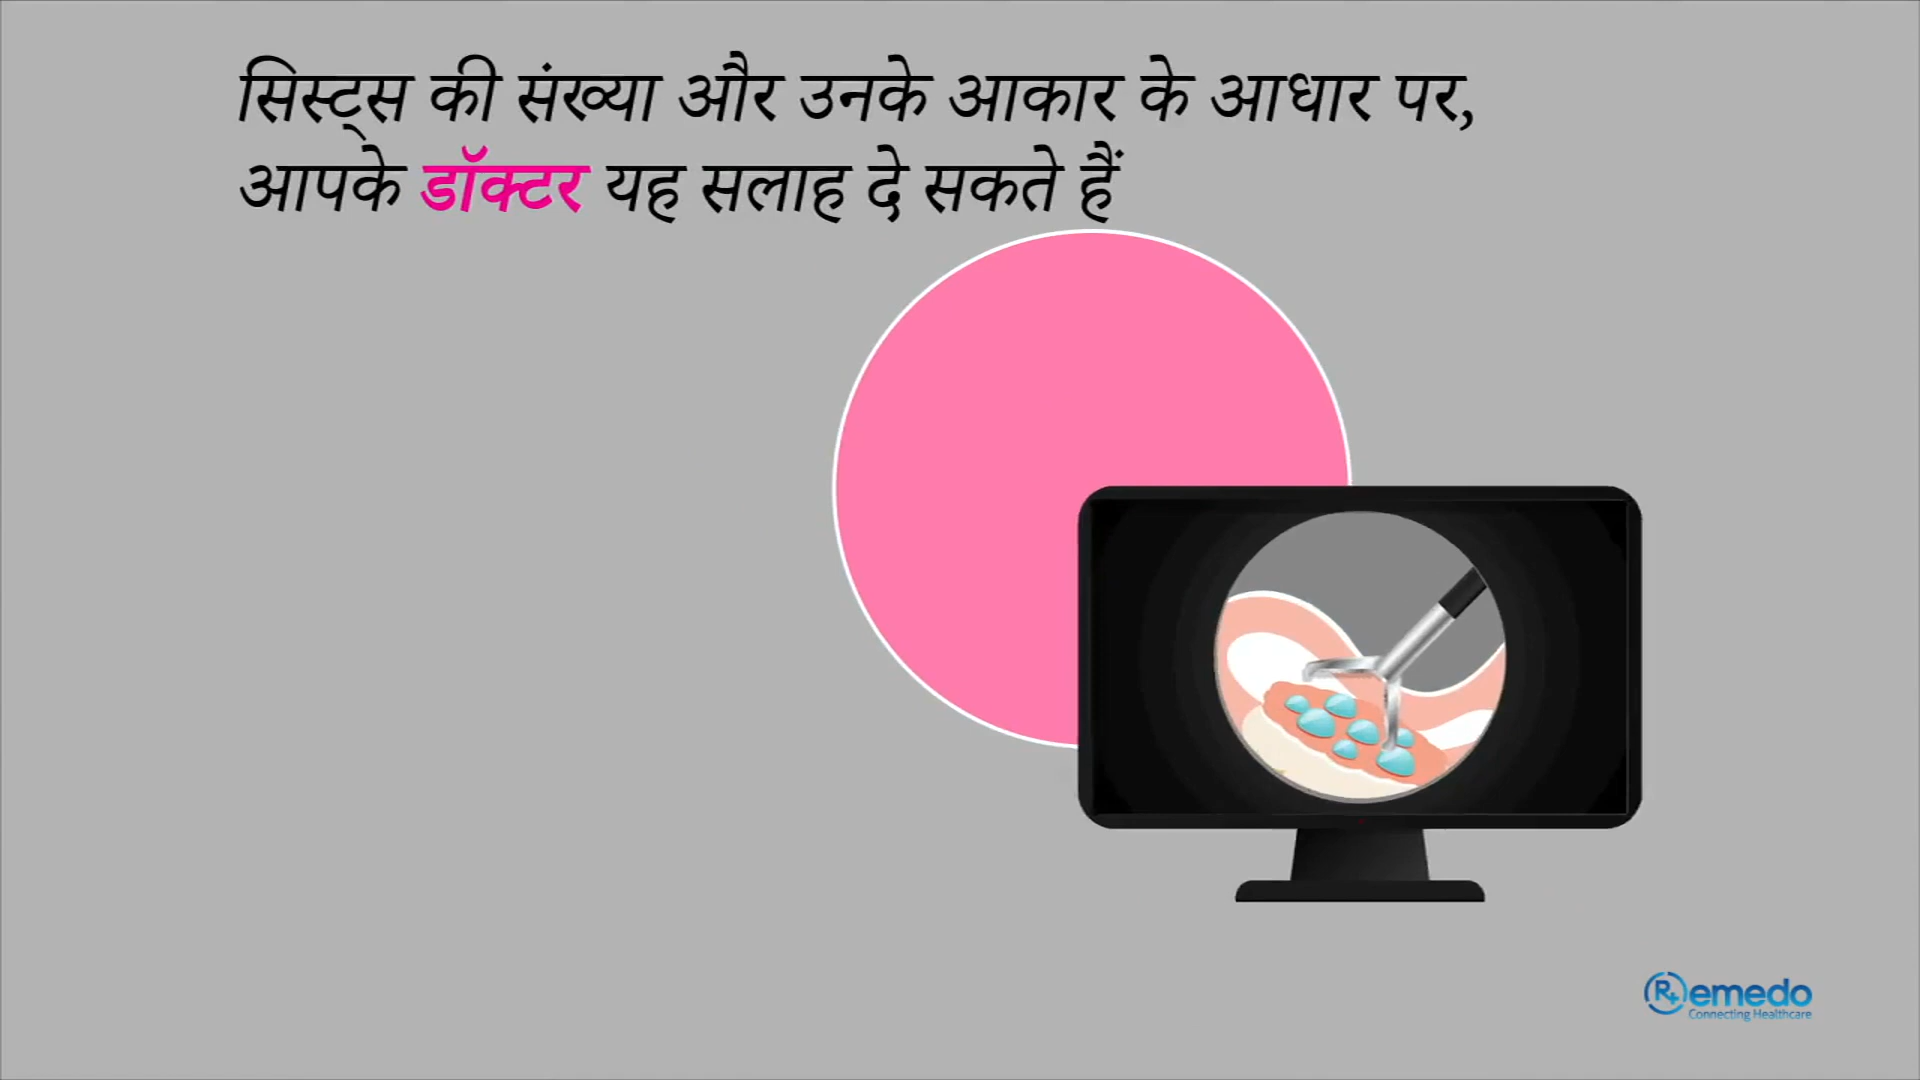 सिस्ट्स की संख्या और उनके आकार के आधार पर,
आपके डॉक्टर यह सलाह दे सकते हैं
Remedo
Connecting Healthcare